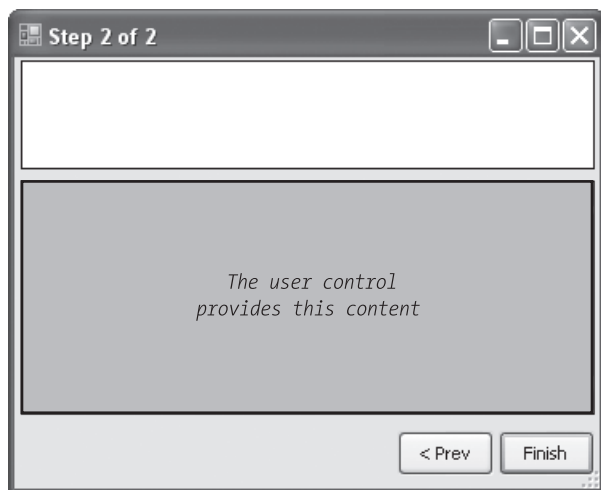 Step 2 of 2
The user control
provides this content
< Prev
Finish